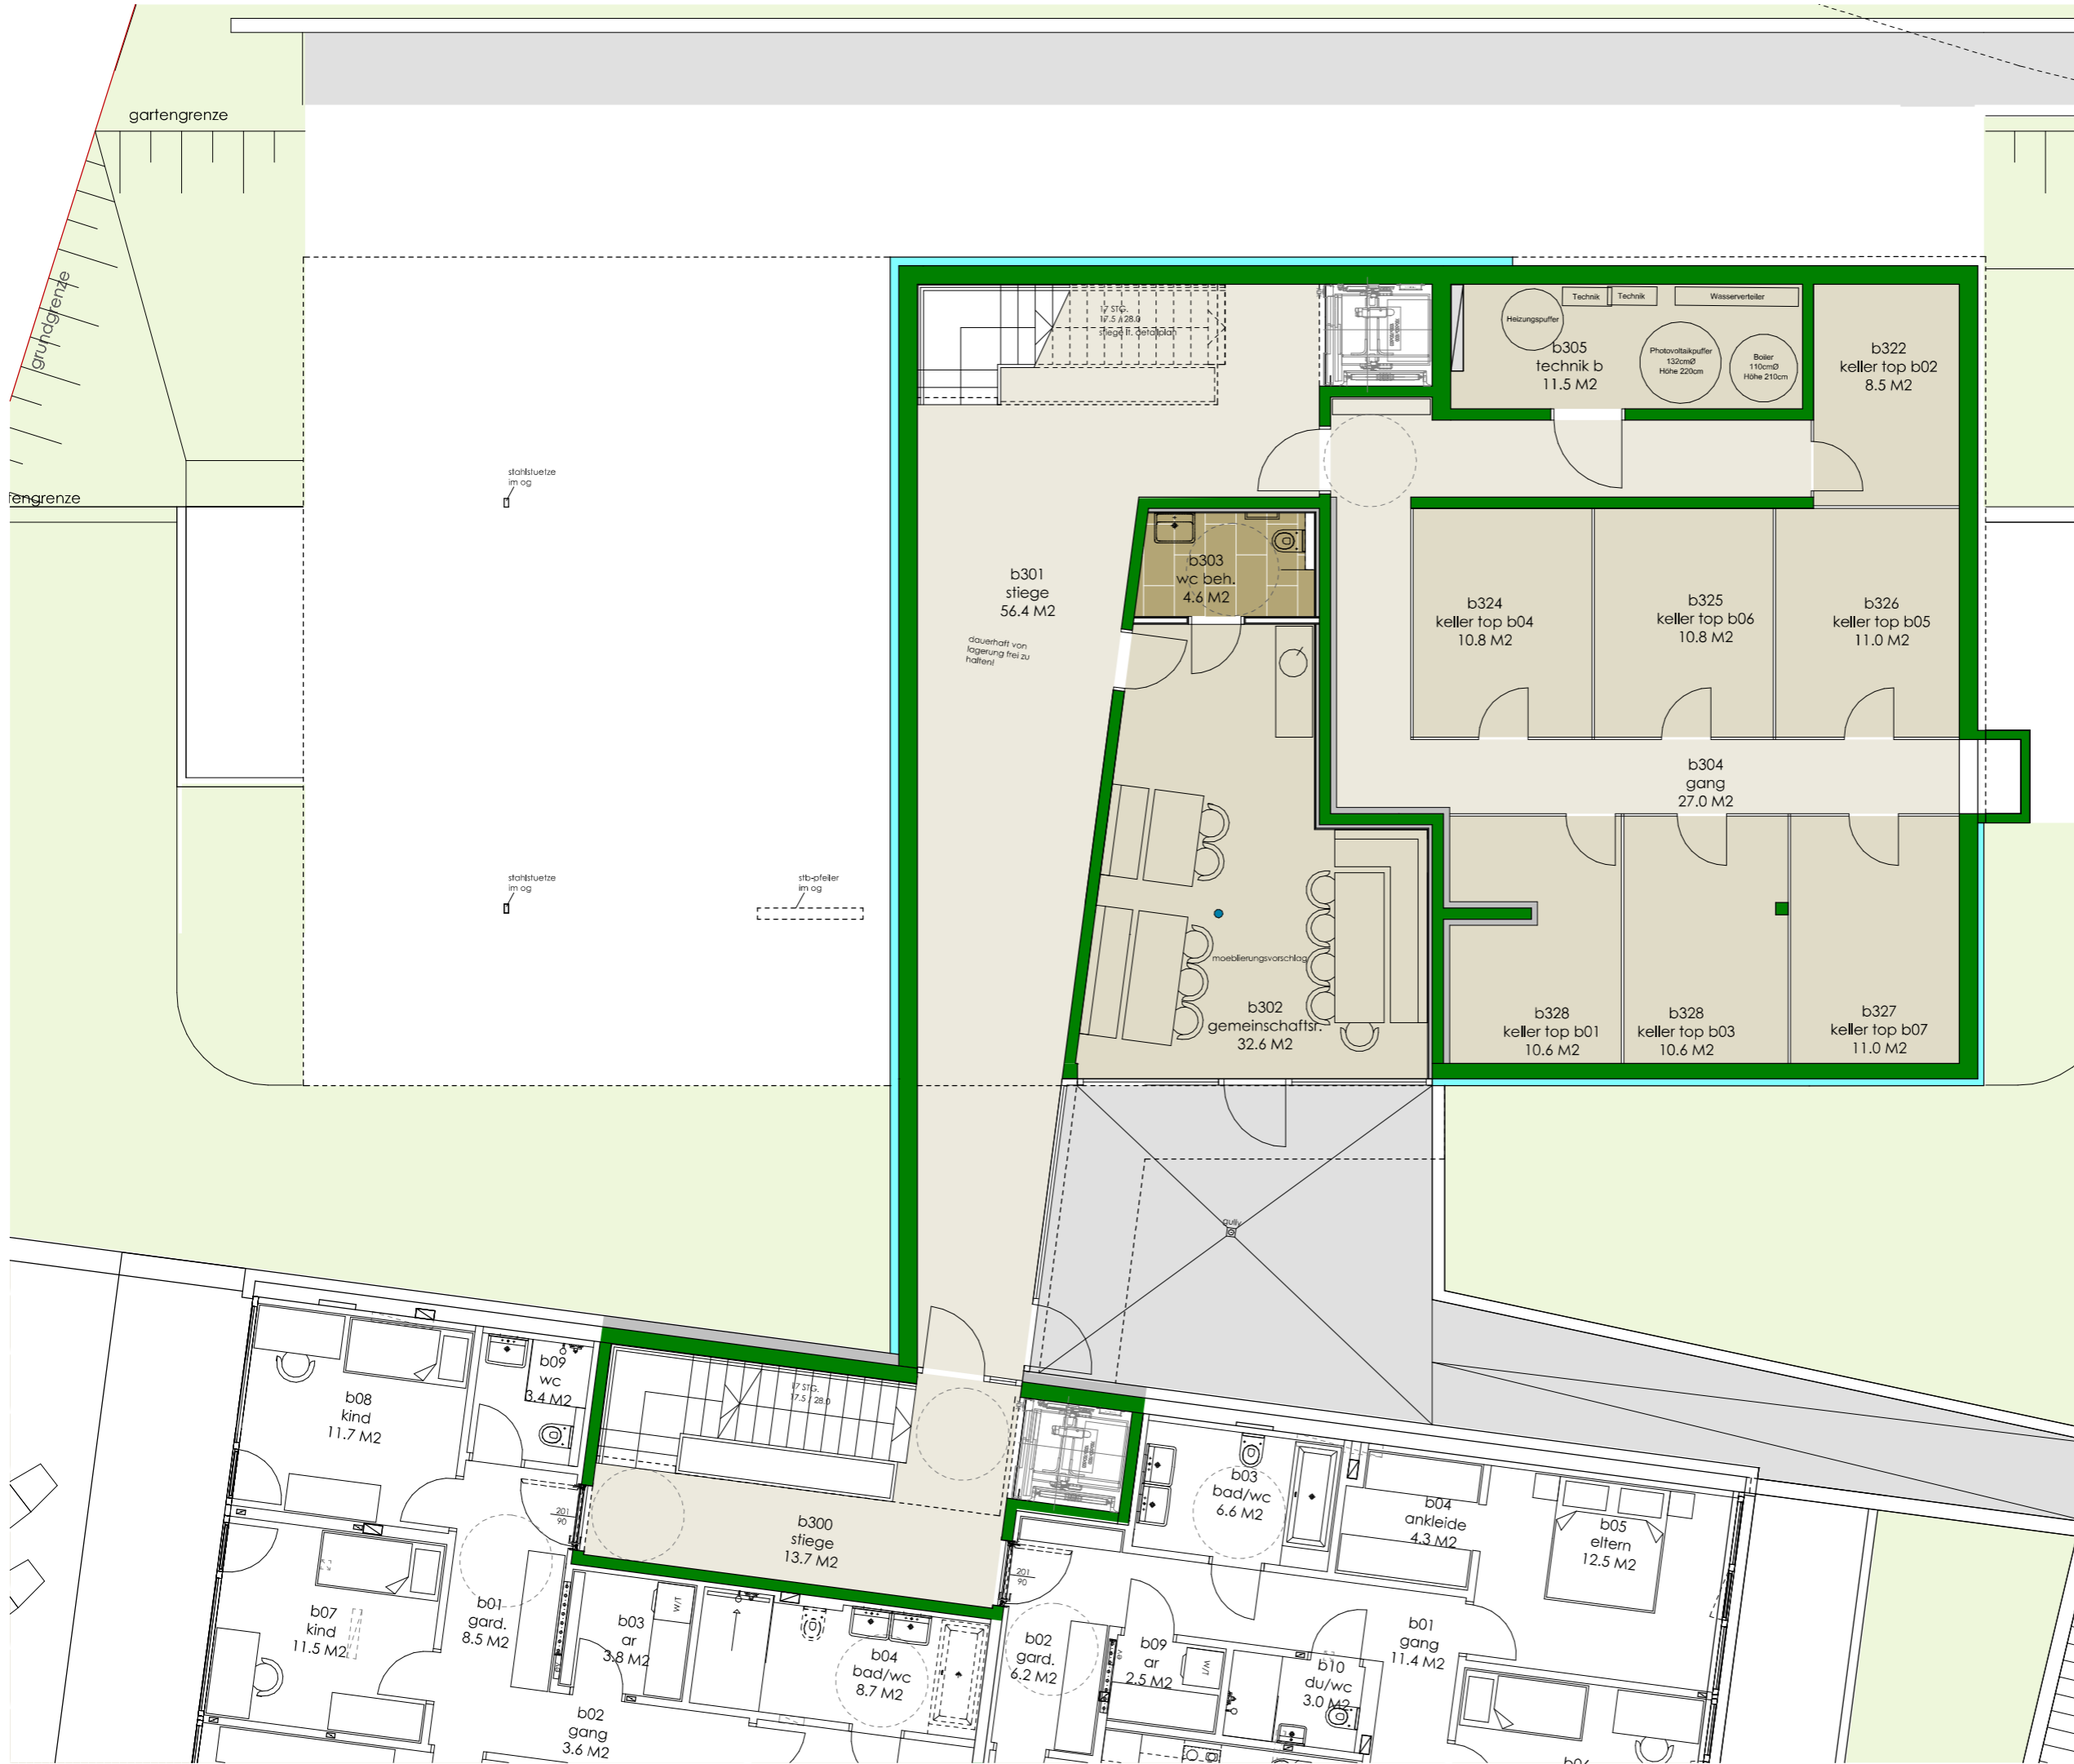 gartengrenze
grundgrenze
tengrenze
17 STG.
17.5 / 28.0
stiege lt. detailplan
Heizungspuffer
Technik
Technik
Wasserverteiler
b305
technik b
11.5 M2
Photovoltaikpuffer
132cmØ
Höhe 220cm
Boiler
110cmØ
Höhe 210cm
b322
keller top b02
8.5 M2
stahlstuetze
im og
b301
stiege
56.4 M2
dauerhaft von
lagerung frei zu
halten!
b303
wc beh.
4.6 M2
b324
keller top b04
10.8 M2
b325
keller top b06
10.8 M2
b326
keller top b05
11.0 M2
b304
gang
27.0 M2
stahlstuetze
im og
stb-pfeiler
im og
moeblierungsvorschlag
b302
gemeinschaftsr.
32.6 M2
b328
keller top b01
10.6 M2
b328
keller top b03
10.6 M2
b327
keller top b07
11.0 M2
gully
b09
wc
3.4 M2
b08
kind
11.7 M2
17 STG.
17.5 / 28.0
b300
stiege
13.7 M2
201
90
b03
bad/wc
6.6 M2
b04
ankleide
4.3 M2
b05
eltern
12.5 M2
201
90
b07
kind
11.5 M2
b01
gard.
8.5 M2
b03
ar
3.8 M2
W/T
b04
bad/wc
8.7 M2
b02
gard.
6.2 M2
b09
ar
2.5 M2
W/T
b10
du/wc
3.0 M2
b01
gang
11.4 M2
b02
gang
3.6 M2